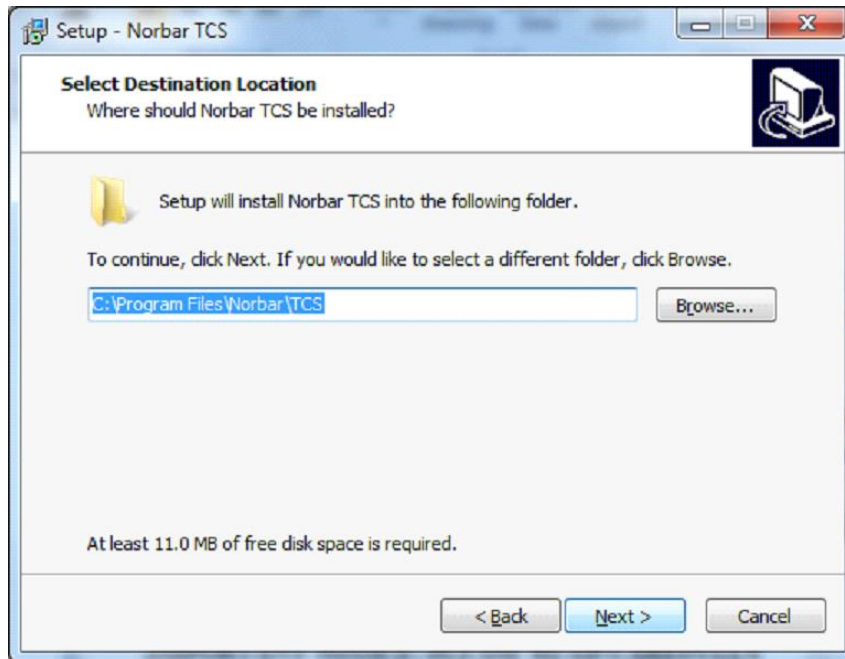 Setup - Norbar TCS
Select Destination Location
Where should Norbar TCS be installed?
Setup will install Norbar TCS into the following folder.
To continue, click Next. If you would like to select a different folder, click Browse.
C:\Program Files\Norbar\TCS
Browse...
At least 11.0 MB of free disk space is required.
< Back Next > Cancel